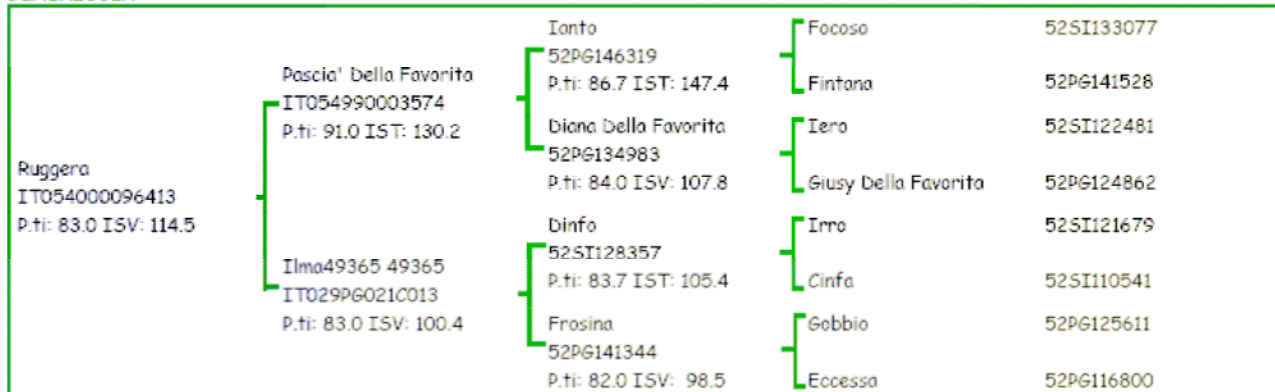 Ruggera
IT054000096413
P.ti: 83.0 ISV: 114.5
Pascia' Della Favorita
IT054990003574
P.ti: 91.0 IST: 130.2
Ilma49365 49365
IT029PG021C013
P.ti: 83.0 ISV: 100.4
Ianto
52PG146319
P.ti: 86.7 IST: 147.4
Diana Della Favorita
52PG134983
P.ti: 84.0 ISV: 107.8
Dinfo
52SI128357
P.ti: 83.7 IST: 105.4
Frosina
52PG141344
P.ti: 82.0 ISV: 98.5
Focoso 52SI133077
Fintana 52PG141528
Iero 52SI122481
Giusy Della Favorita 52PG124862
Irro 52SI121679
Cinfa 52SI110541
Gobbio 52PG125611
Eccessa 52PG116800